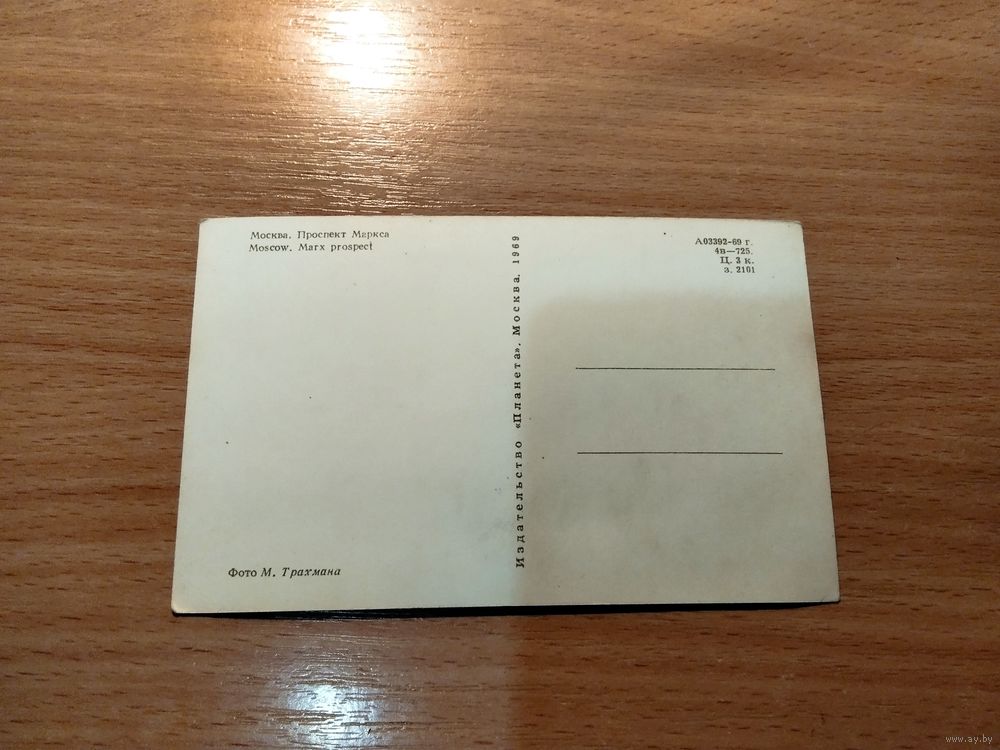 Москва. Проспект Маркса
Moscow. Marx prospect
Фото М. Трахмана
Издательство «Планета». Москва. 1969
А03392-69 г.
4в—725.
Ц. 3 к.
з. 2101
www.ay.by